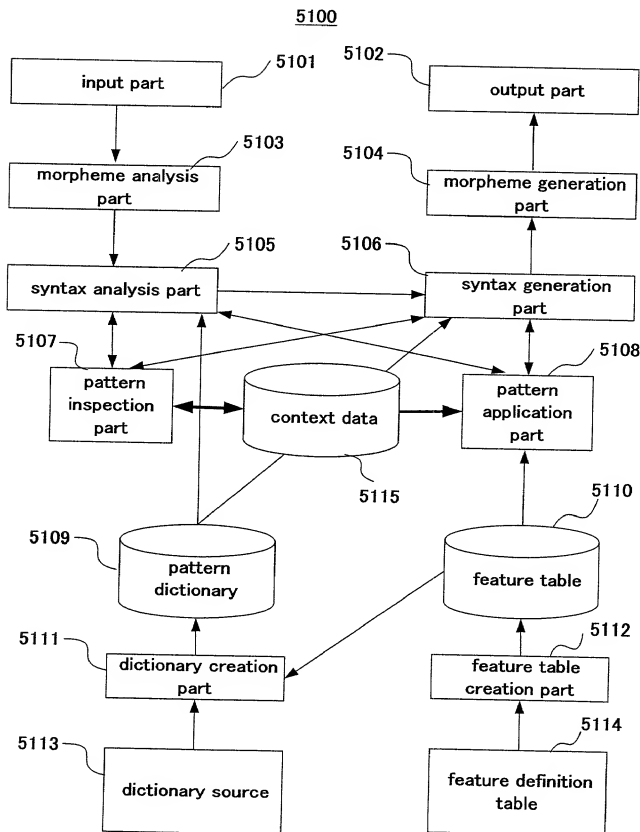 5100
5101
input part
5102
output part
5103
morpheme analysis
part
5104
morpheme generation
part
5105
syntax analysis part
5106
syntax generation
part
5107
pattern
inspection
part
context data
5115
5108
pattern
application
part
5109
pattern
dictionary
5110
feature table
5111
dictionary creation
part
5112
feature table
creation part
5113
dictionary source
5114
feature definition
table